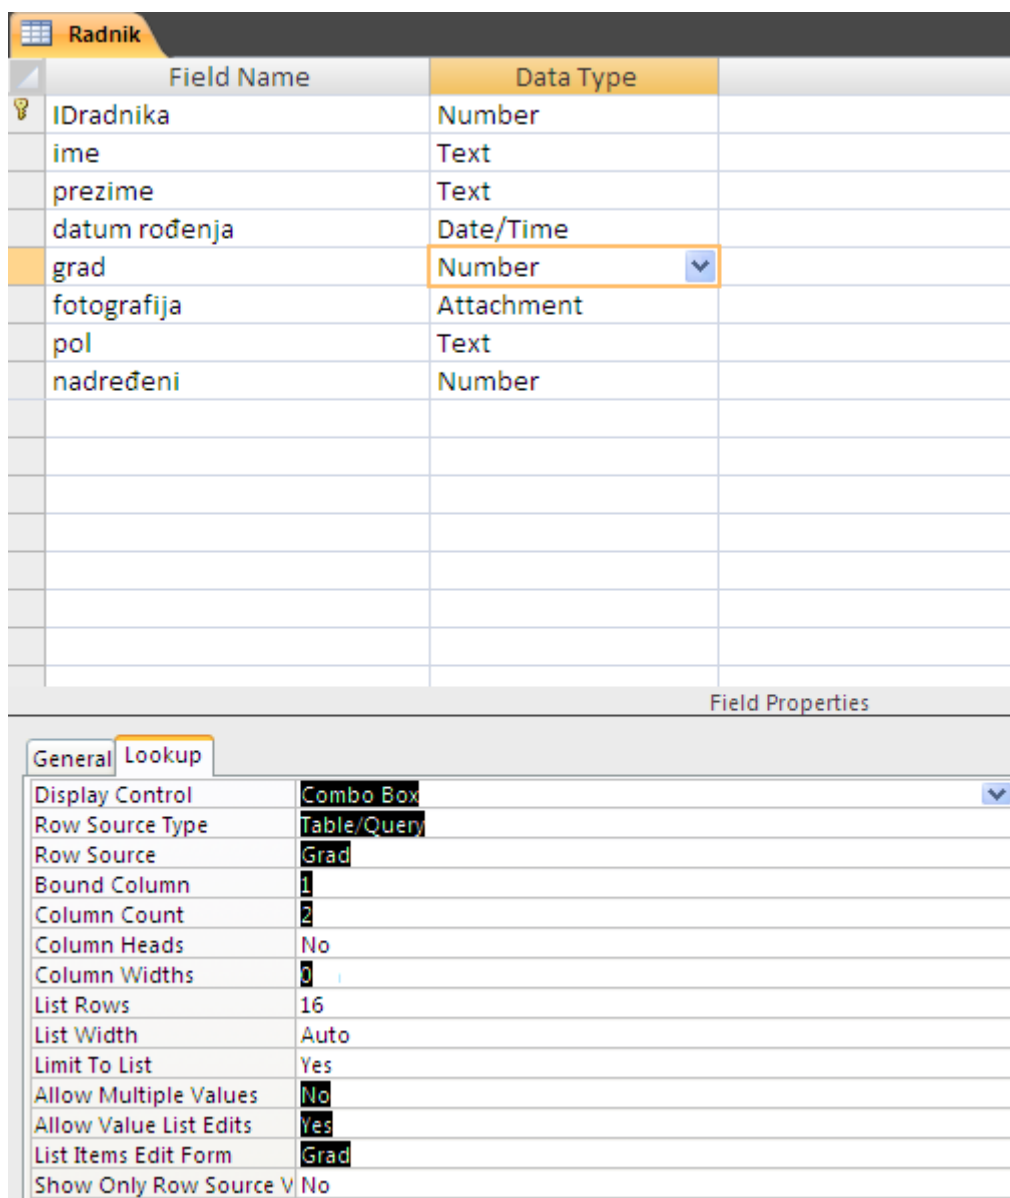 Radnik
Field Name Data Type
IDradnika Number
ime Text
prezime Text
datum rođenja Date/Time
grad Number
fotografija Attachment
pol Text
nadređeni Number
Field Properties
General Lookup
Display Control Combo Box
Row Source Type Table/Query
Row Source Grad
Bound Column 1
Column Count 2
Column Heads No
Column Widths 0
List Rows 16
List Width Auto
Limit To List Yes
Allow Multiple Values No
Allow Value List Edits Yes
List Items Edit Form Grad
Show Only Row Source V No